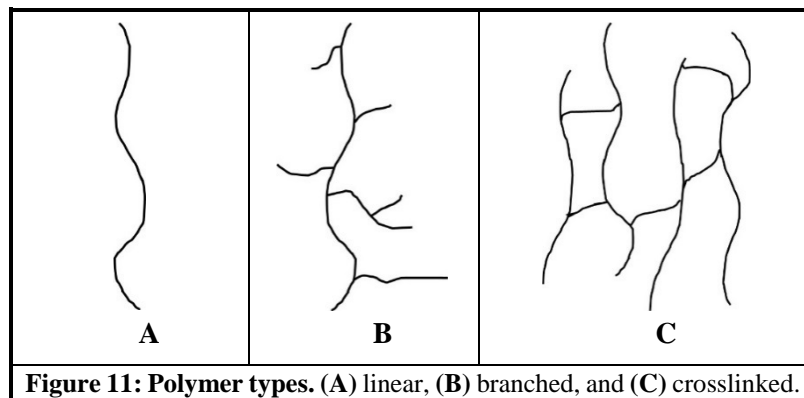 A
B
C
Figure 11: Polymer types. (A) linear, (B) branched, and (C) crosslinked.